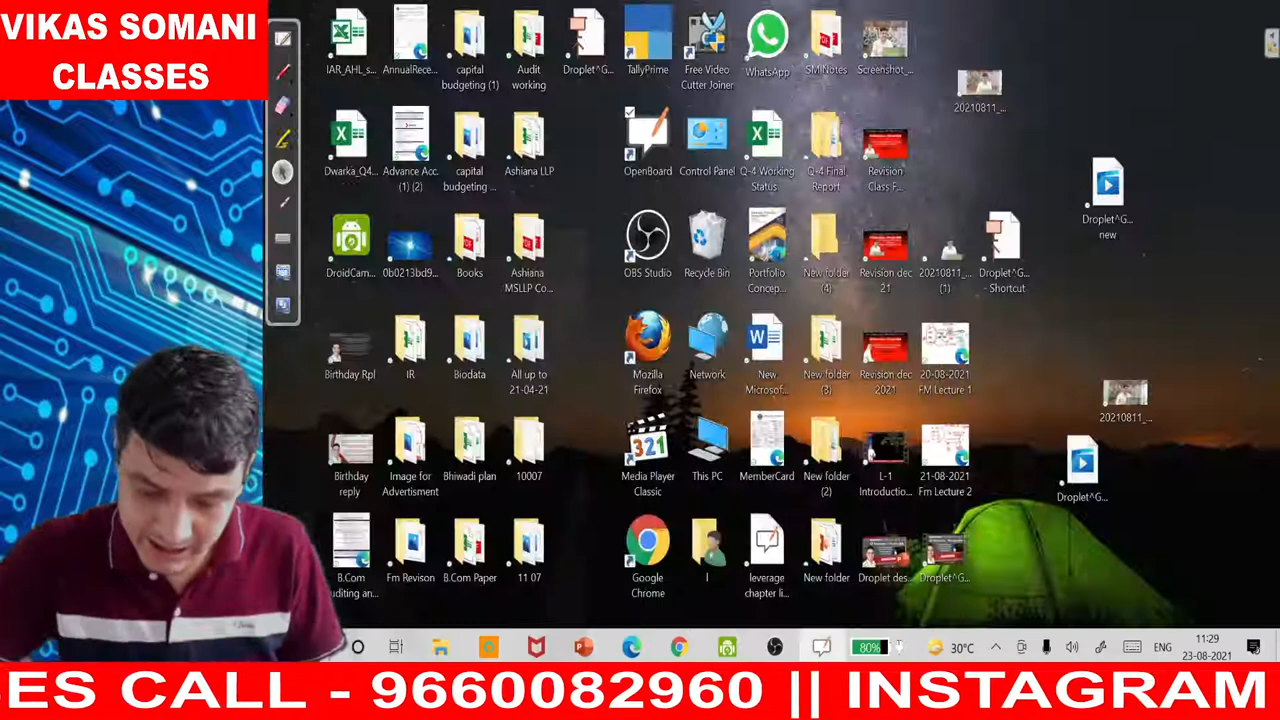 VIKAS SOMANI
CLASSES
IAR_AHL_s...
AnnualRece...
capital
budgeting (1)
Audit
working
Droplet^G...
TallyPrime
Free Video
Cutter Joiner
WhatsApp
SM Notes
Screenshot_...
20210811_...
Dwarka_Q4...
Advance Acc.
(1) (2)
capital
budgeting ...
Ashiana LLP
OpenBoard
Control Panel
Q-4 Working
Status
Q-4 Final
Report
Revision
Class F...
Droplet^G...
new
DroidCam...
0b0213bd9...
Books
Ashiana
MSLLP Co...
OBS Studio
Recycle Bin
Portfolio
Concep...
New folder
(4)
Revision dec
21
20210811_...
(1)
Droplet^G...
- Shortcut
Birthday Rpl
IR
Biodata
All up to
21-04-21
Mozilla
Firefox
Network
New
Microsof...
New folder
(3)
Revision dec
2021
20-08-2021
FM Lecture 1
20210811_...
Birthday
reply
Image for
Advertisment
Bhiwadi plan
10007
321
Media Player
Classic
This PC
MemberCard
New folder
(2)
L-1
Introductio...
21-08-2021
Fm Lecture 2
Droplet^G...
B.Com
uditing an...
Fm Revison
B.Com Paper
11 07
Google
Chrome
I
leverage
chapter li...
New folder
Droplet des...
Droplet^G...
80%
30°C
ENG
11:29
23-08-2021
ES CALL - 9660082960 || INSTAGRAM